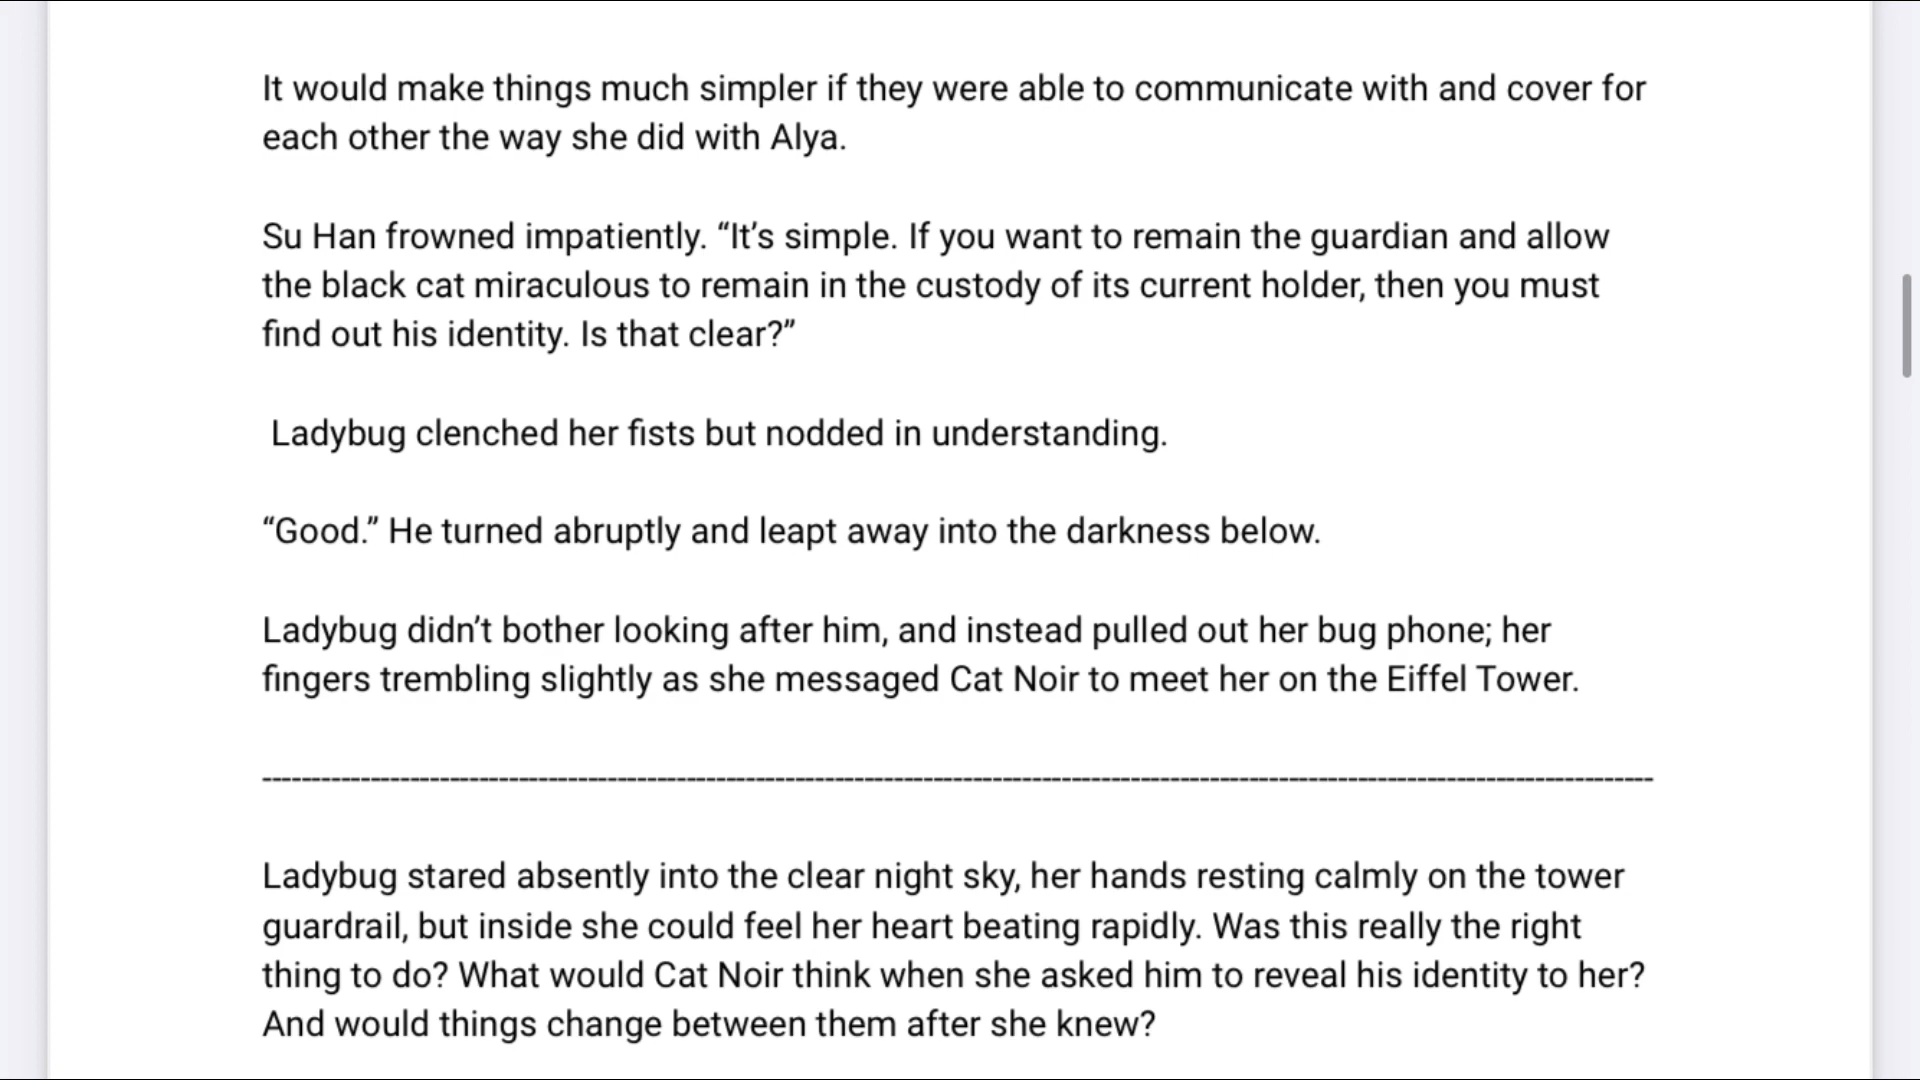 It would make things much simpler if they were able to communicate with and cover for
each other the way she did with Alya.
Su Han frowned impatiently. “It’s simple. If you want to remain the guardian and allow
the black cat miraculous to remain in the custody of its current holder, then you must
find out his identity. Is that clear?”
Ladybug clenched her fists but nodded in understanding.
“Good.” He turned abruptly and leapt away into the darkness below.
Ladybug didn’t bother looking after him, and instead pulled out her bug phone; her
fingers trembling slightly as she messaged Cat Noir to meet her on the Eiffel Tower.
---------------------------------------------------------------------------------------------------------------------------
Ladybug stared absently into the clear night sky, her hands resting calmly on the tower
guardrail, but inside she could feel her heart beating rapidly. Was this really the right
thing to do? What would Cat Noir think when she asked him to reveal his identity to her?
And would things change between them after she knew?